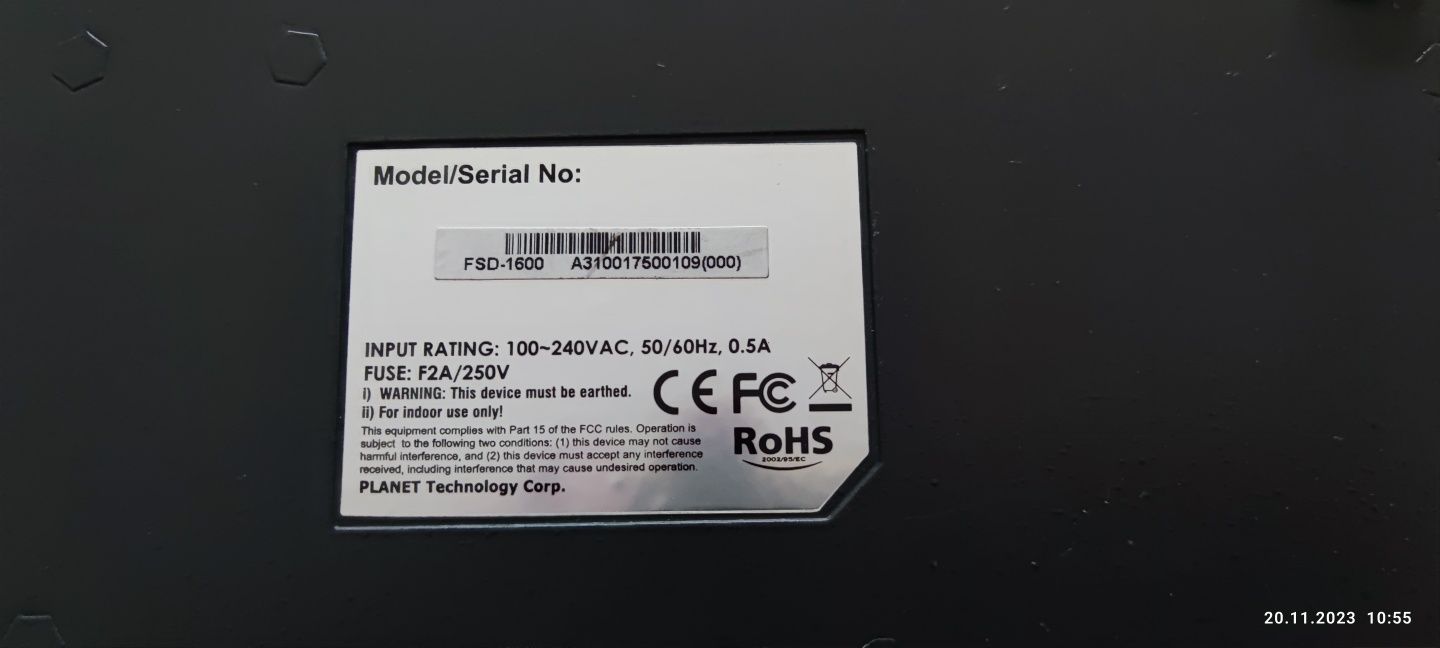 Model/Serial No:
FSD-1600 A310017500109(000)
INPUT RATING: 100~240VAC, 50/60Hz, 0.5A
FUSE: F2A/250V
i) WARNING: This device must be earthed.
ii) For indoor use only!
CE FC
This equipment complies with Part 15 of the FCC rules. Operation is
subject to the following two conditions: (1) this device may not cause
harmful interference, and (2) this device must accept any interference
received, including interference that may cause undesired operation.
RoHS
2002/95/EC
PLANET Technology Corp.
20.11.2023 10:55